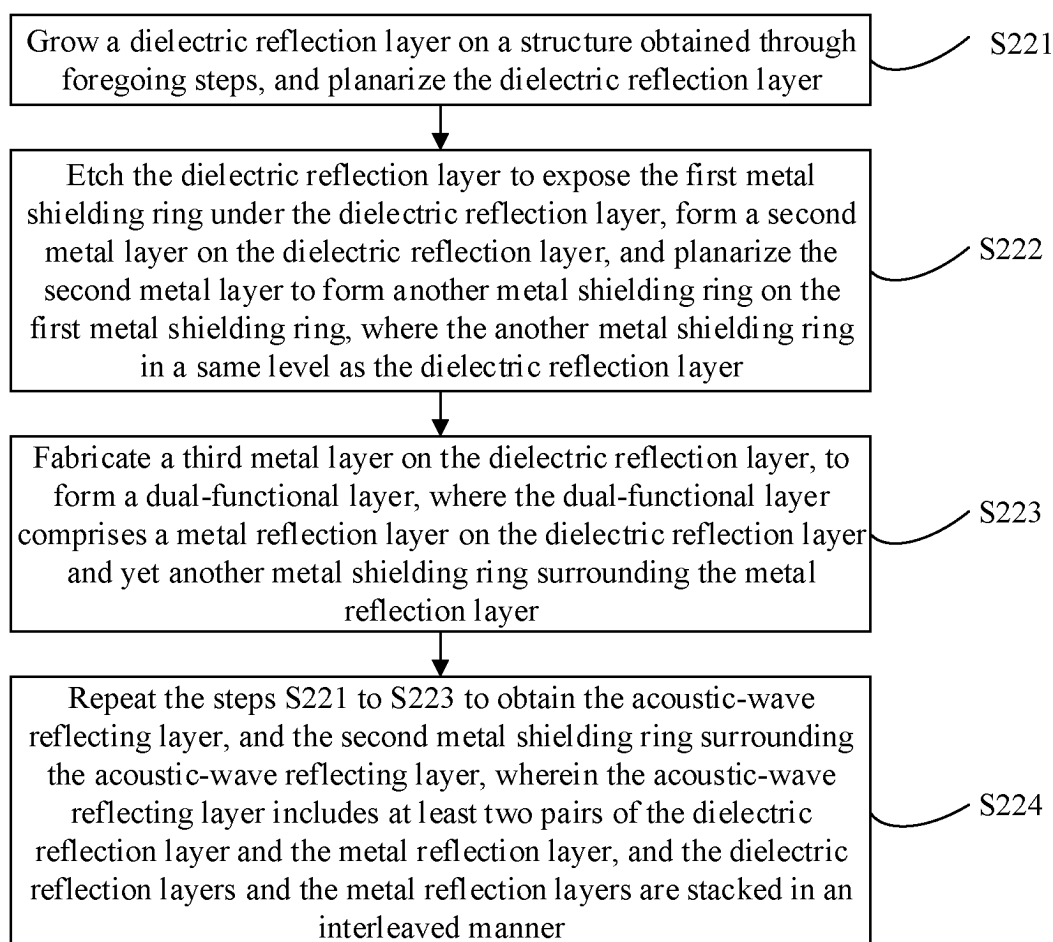 Grow a dielectric reflection layer on a structure obtained through
foregoing steps, and planarize the dielectric reflection layer
S221
Etch the dielectric reflection layer to expose the first metal
shielding ring under the dielectric reflection layer, form a second
metal layer on the dielectric reflection layer, and planarize the
second metal layer to form another metal shielding ring on the
first metal shielding ring, where the another metal shielding ring
in a same level as the dielectric reflection layer
S222
Fabricate a third metal layer on the dielectric reflection layer, to
form a dual-functional layer, where the dual-functional layer
comprises a metal reflection layer on the dielectric reflection layer
and yet another metal shielding ring surrounding the metal
reflection layer
S223
Repeat the steps S221 to S223 to obtain the acoustic-wave
reflecting layer, and the second metal shielding ring surrounding
the acoustic-wave reflecting layer, wherein the acoustic-wave
reflecting layer includes at least two pairs of the dielectric
reflection layer and the metal reflection layer, and the dielectric
reflection layers and the metal reflection layers are stacked in an
interleaved manner
S224